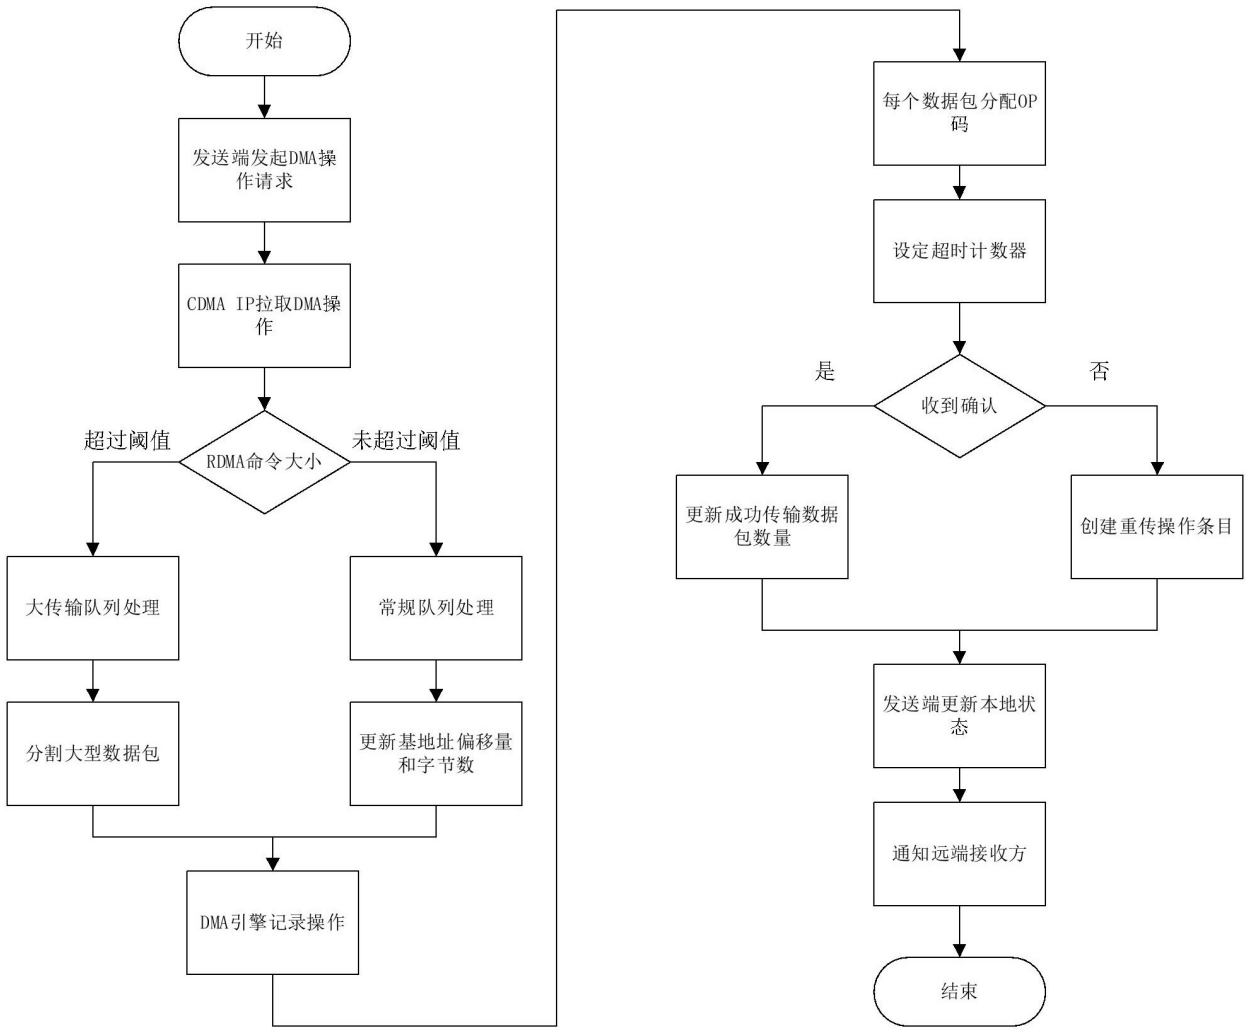 开始
发送端发起DMA操
作请求
CDMA IP拉取DMA操
作
RDMA命令大小
超过阈值
未超过阈值
大传输队列处理
常规队列处理
分割大型数据包
更新基地址偏移量
和字节数
DMA引擎记录操作
每个数据包分配OP
码
设定超时计数器
收到确认
是
否
更新成功传输数据
包数量
创建重传操作条目
发送端更新本地状
态
通知远端接收方
结束